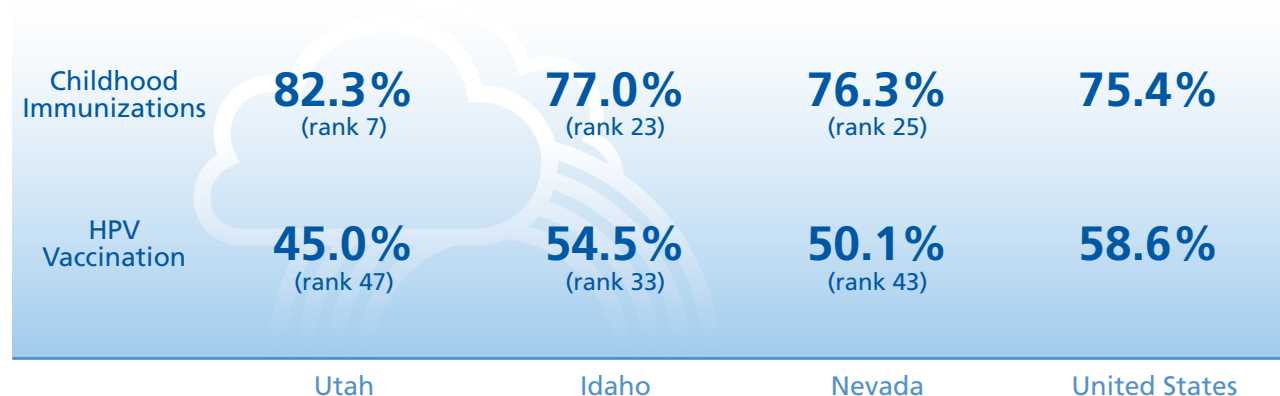 Childhood
Immunizations
82.3%
(rank 7)
77.0%
(rank 23)
76.3%
(rank 25)
75.4%
HPV
Vaccination
45.0%
(rank 47)
54.5%
(rank 33)
50.1%
(rank 43)
58.6%
Utah
Idaho
Nevada
United States